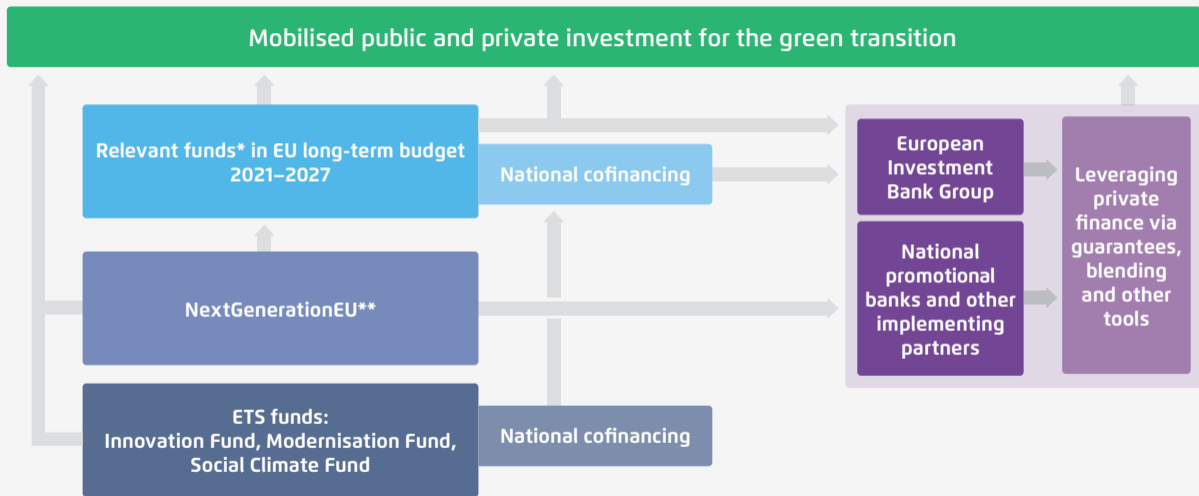 Mobilised public and private investment for the green transition
Relevant funds* in EU long-term budget
2021–2027
National cofinancing
European
Investment
Bank Group
Leveraging
private
finance via
guarantees,
blending
and other
tools
NextGenerationEU**
National
promotional
banks and other
implementing
partners
ETS funds:
Innovation Fund, Modernisation Fund,
Social Climate Fund
National cofinancing